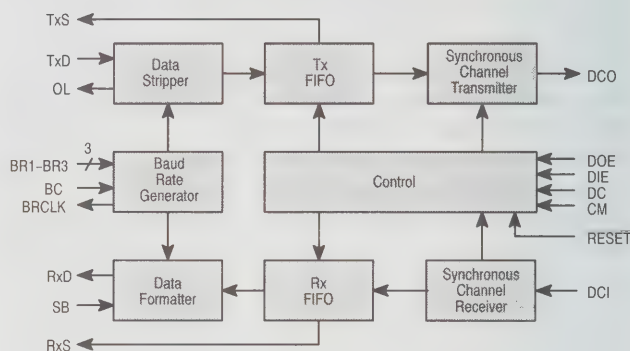 TxS
TxD
OL
Data
Stripper
Tx
FIFO
Synchronous
Channel
Transmitter
DCO
3
BR1–BR3
BC
BRCLK
Baud
Rate
Generator
Control
DOE
DIE
DC
CM
RESET
RxD
SB
Data
Formatter
Rx
FIFO
Synchronous
Channel
Receiver
DCI
RxS